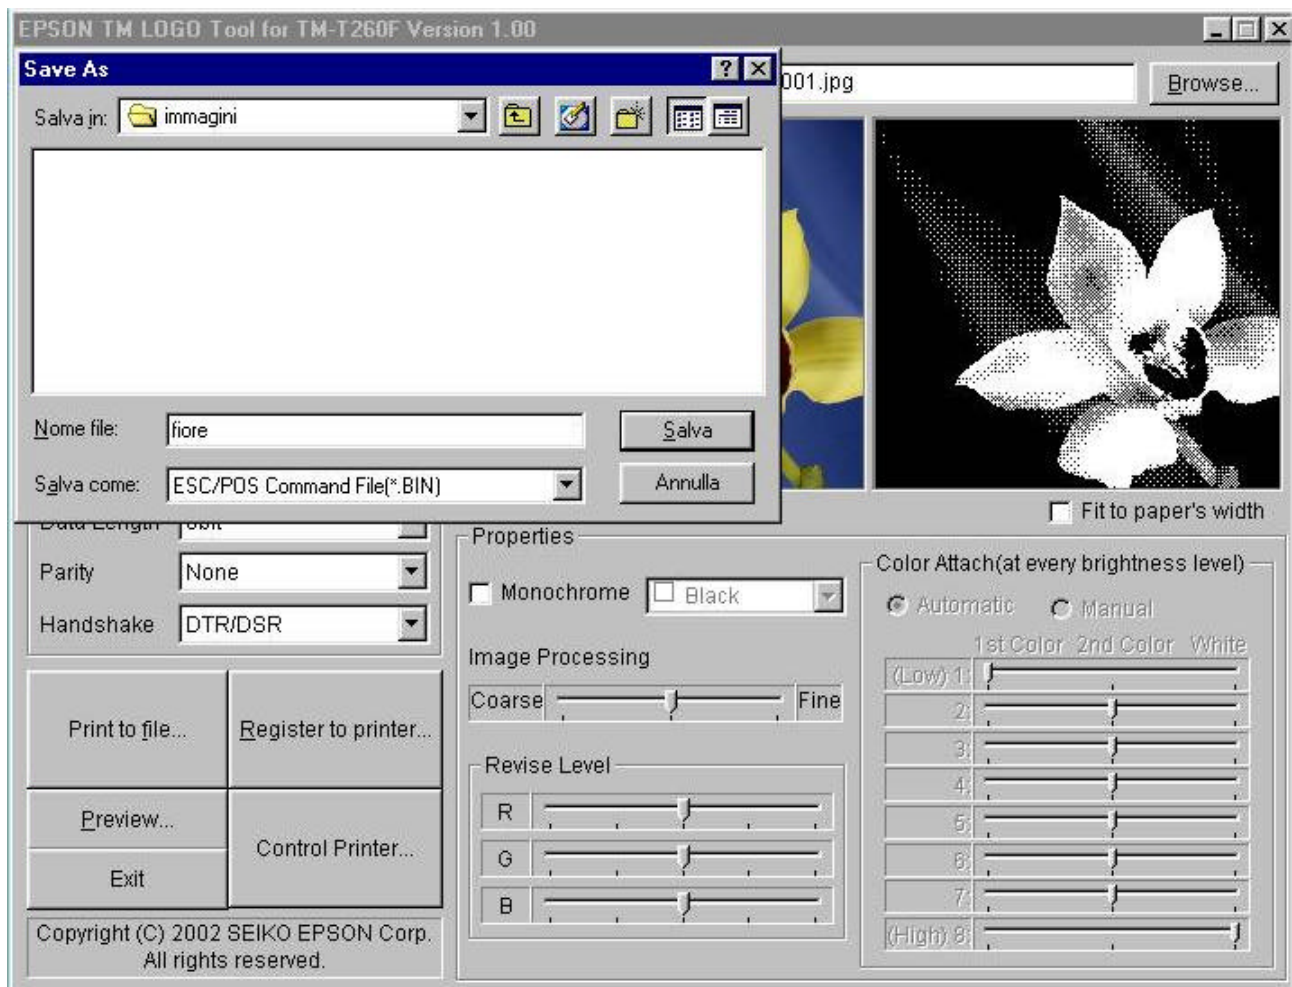 EPSON TM LOGO Tool for TM-T260F Version 1.00
Save As
Salva in: immagini
001.jpg
Browse...
Nome file: fiore
Salva
Salva come: ESC/POS Command File(*.BIN)
Annulla
Fit to paper's width
Data Length 8bit
Parity None
Handshake DTR/DSR
Print to file...
Register to printer...
Preview...
Control Printer...
Exit
Copyright (C) 2002 SEIKO EPSON Corp.
All rights reserved.
Properties
Monochrome Black
Image Processing
Coarse Fine
Revise Level
R
G
B
Color Attach(at every brightness level)
Automatic Manual
1st Color 2nd Color White
(Low) 1:
2:
3:
4:
5:
6:
7:
(High) 8: